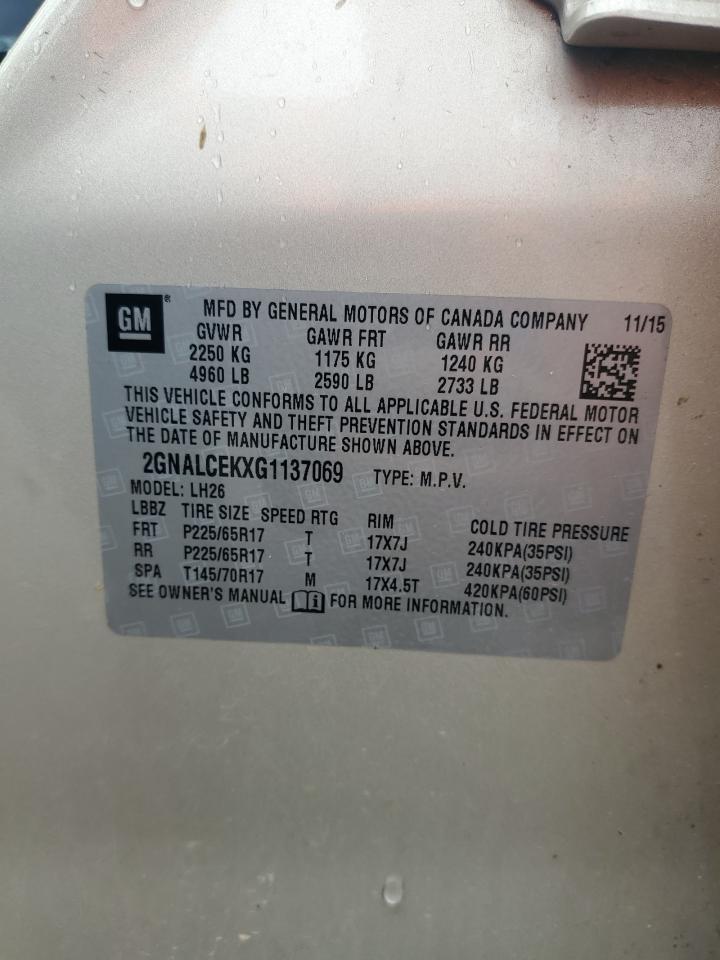 GM ® MFD BY GENERAL MOTORS OF CANADA COMPANY 11/15
GVWR GAWR FRT GAWR RR
2250 KG 1175 KG 1240 KG
4960 LB 2590 LB 2733 LB
THIS VEHICLE CONFORMS TO ALL APPLICABLE U.S. FEDERAL MOTOR
VEHICLE SAFETY AND THEFT PREVENTION STANDARDS IN EFFECT ON
THE DATE OF MANUFACTURE SHOWN ABOVE.
2GNALCEKXG1137069 TYPE: M.P.V.
MODEL: LH26
LBBZ TIRE SIZE SPEED RTG RIM COLD TIRE PRESSURE
FRT P225/65R17 T 17X7J 240KPA(35PSI)
RR P225/65R17 T 17X7J 240KPA(35PSI)
SPA T145/70R17 M 17X4.5T 420KPA(60PSI)
SEE OWNER'S MANUAL i FOR MORE INFORMATION.